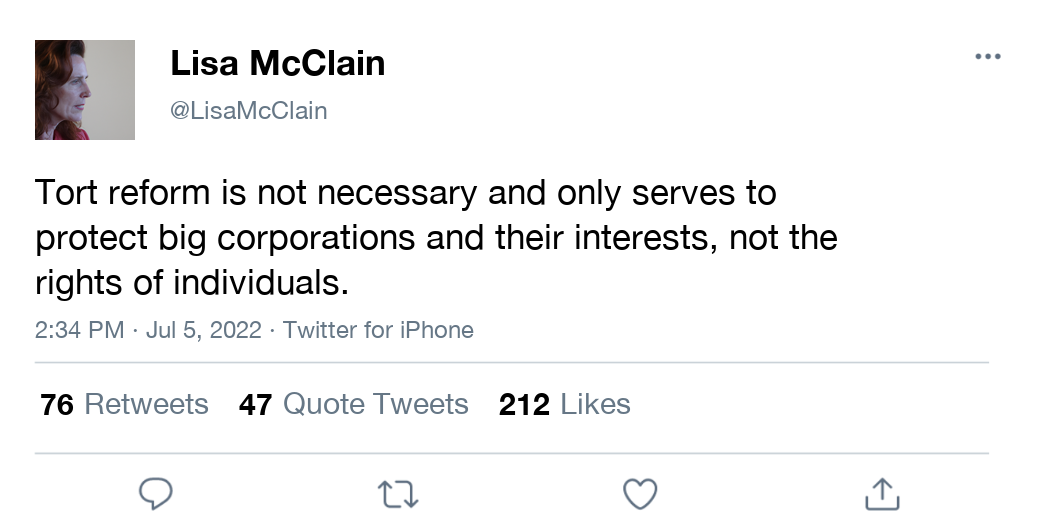 Lisa McClain
@LisaMcClain
Tort reform is not necessary and only serves to
protect big corporations and their interests, not the
rights of individuals.
2:34 PM · Jul 5, 2022 · Twitter for iPhone
76 Retweets 47 Quote Tweets 212 Likes